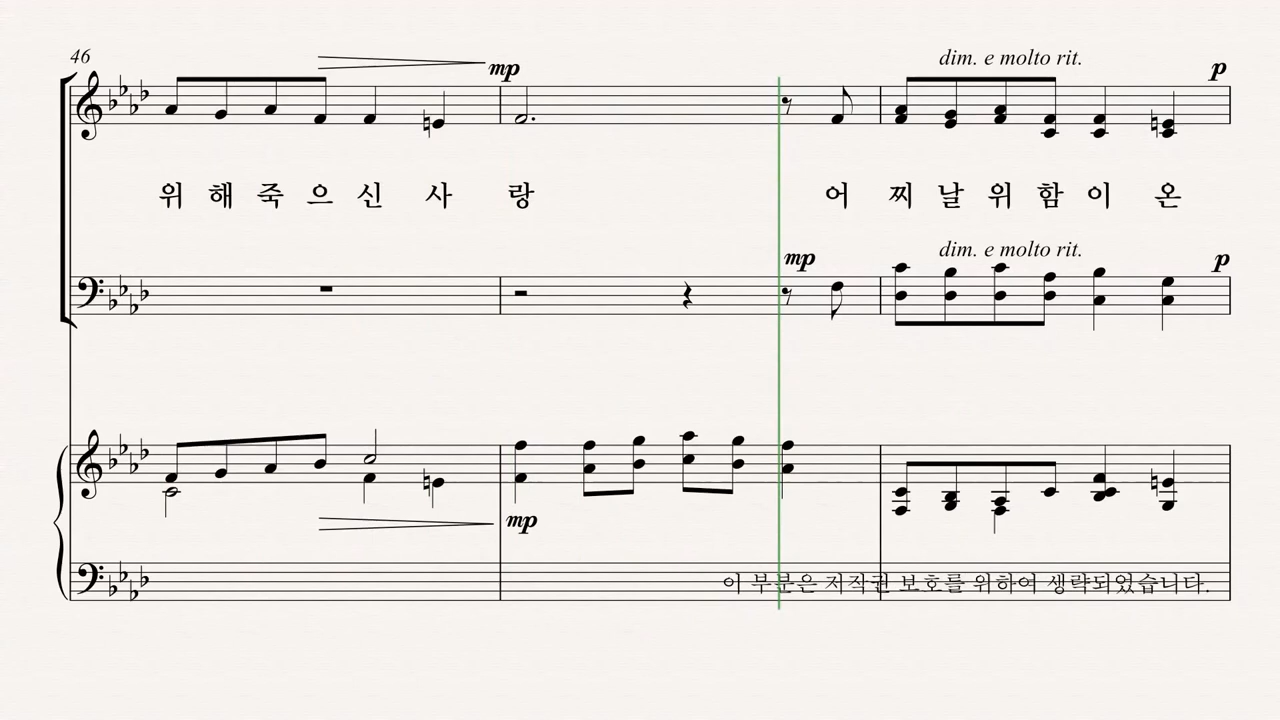 46
mp
dim. e molto rit.
p
위 해 죽 으 신 사 랑 어 찌 날 위 함 이 온
mp
dim. e molto rit.
p
mp
이 부분은 저작권 보호를 위하여 생략되었습니다.